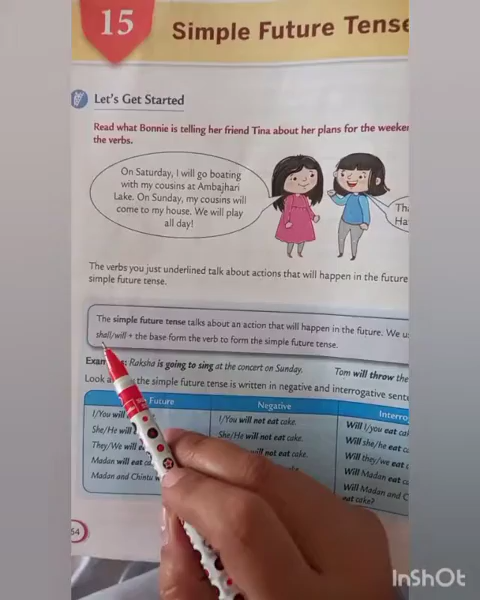 15
Simple Future Tense
Let's Get Started
Read what Bonnie is telling her friend Tina about her plans for the
the verbs.
On Saturday, I will go boating
with my cousins at Ambajhari
Lake. On Sunday, my cousins will
come to my house. We will play
all day!
The verbs you just underlined talk about actions that will happen in the future
simple future tense.
The simple future tense talks about an action that will happen in the future. We
shall/will + the base form the verb to form the simple future tense.
Raksha is going to sing at the concert on Sunday.
Tom will throw the
Look the simple future tense is written in negative and interrogative
Future
Negative
I/You will
I/You will not eat cake.
Will I/you eat
She/He will
She/He will not eat cake.
Will she/he eat
They/We will
will not eat cake.
Will they/we eat
Madan will eat
Will Madan eat
Madan and Chintu
Will Madan and
eat cake?
54
InShOt